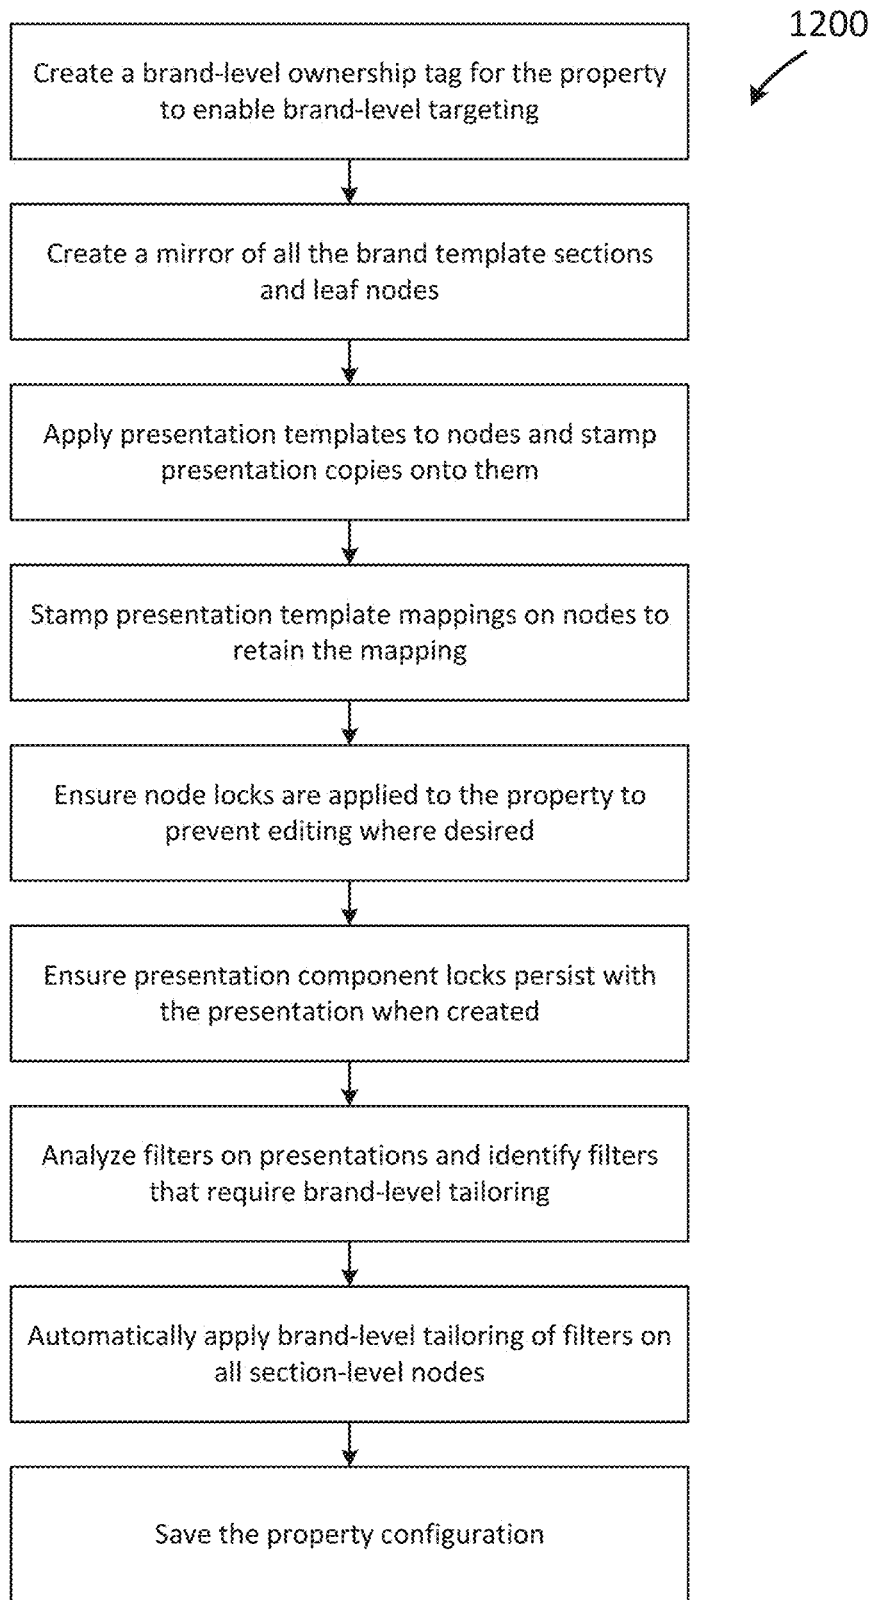 1200
Create a brand-level ownership tag for the property
to enable brand-level targeting
Create a mirror of all the brand template sections
and leaf nodes
Apply presentation templates to nodes and stamp
presentation copies onto them
Stamp presentation template mappings on nodes to
retain the mapping
Ensure node locks are applied to the property to
prevent editing where desired
Ensure presentation component locks persist with
the presentation when created
Analyze filters on presentations and identify filters
that require brand-level tailoring
Automatically apply brand-level tailoring of filters on
all section-level nodes
Save the property configuration